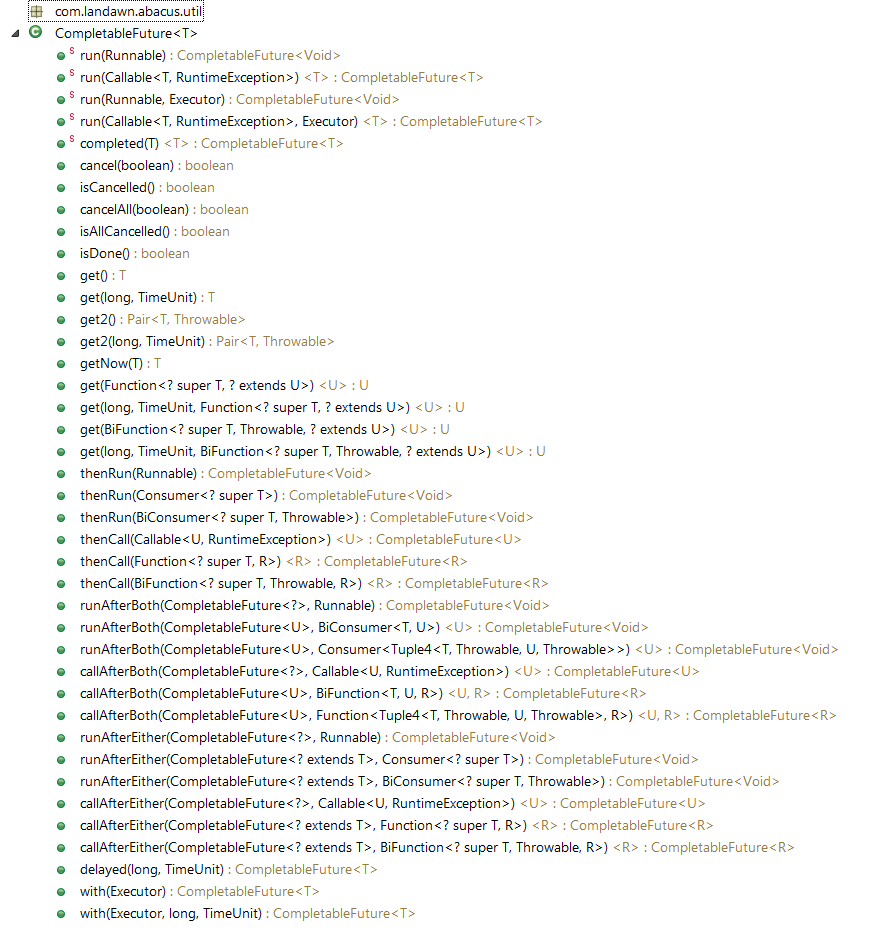 com.landawn.abacus.util
CompletableFuture<T>
run(Runnable) : CompletableFuture<Void>
run(Callable<T, RuntimeException>) <T> : CompletableFuture<T>
run(Runnable, Executor) : CompletableFuture<Void>
run(Callable<T, RuntimeException>, Executor) <T> : CompletableFuture<T>
completed(T) <T> : CompletableFuture<T>
cancel(boolean) : boolean
isCancelled() : boolean
cancelAll(boolean) : boolean
isAllCancelled() : boolean
isDone() : boolean
get() : T
get(long, TimeUnit) : T
get2() : Pair<T, Throwable>
get2(long, TimeUnit) : Pair<T, Throwable>
getNow(T) : T
get(Function<? super T, ? extends U>) <U> : U
get(long, TimeUnit, Function<? super T, ? extends U>) <U> : U
get(BiFunction<? super T, Throwable, ? extends U>) <U> : U
get(long, TimeUnit, BiFunction<? super T, Throwable, ? extends U>) <U> : U
thenRun(Runnable) : CompletableFuture<Void>
thenRun(Consumer<? super T>) : CompletableFuture<Void>
thenRun(BiConsumer<? super T, Throwable>) : CompletableFuture<Void>
thenCall(Callable<U, RuntimeException>) <U> : CompletableFuture<U>
thenCall(Function<? super T, R>) <R> : CompletableFuture<R>
thenCall(BiFunction<? super T, Throwable, R>) <R> : CompletableFuture<R>
runAfterBoth(CompletableFuture<?>, Runnable) : CompletableFuture<Void>
runAfterBoth(CompletableFuture<U>, BiConsumer<T, U>) <U> : CompletableFuture<Void>
runAfterBoth(CompletableFuture<U>, Consumer<Tuple4<T, Throwable, U, Throwable>>) <U> : CompletableFuture<Void>
callAfterBoth(CompletableFuture<?>, Callable<U, RuntimeException>) <U> : CompletableFuture<U>
callAfterBoth(CompletableFuture<U>, BiFunction<T, U, R>) <U, R> : CompletableFuture<R>
callAfterBoth(CompletableFuture<U>, Function<Tuple4<T, Throwable, U, Throwable>, R>) <U, R> : CompletableFuture<R>
runAfterEither(CompletableFuture<?>, Runnable) : CompletableFuture<Void>
runAfterEither(CompletableFuture<? extends T>, Consumer<? super T>) : CompletableFuture<Void>
runAfterEither(CompletableFuture<? extends T>, BiConsumer<? super T, Throwable>) : CompletableFuture<Void>
callAfterEither(CompletableFuture<?>, Callable<U, RuntimeException>) <U> : CompletableFuture<U>
callAfterEither(CompletableFuture<? extends T>, Function<? super T, R>) <R> : CompletableFuture<R>
callAfterEither(CompletableFuture<? extends T>, BiFunction<? super T, Throwable, R>) <R> : CompletableFuture<R>
delayed(long, TimeUnit) : CompletableFuture<T>
with(Executor) : CompletableFuture<T>
with(Executor, long, TimeUnit) : CompletableFuture<T>